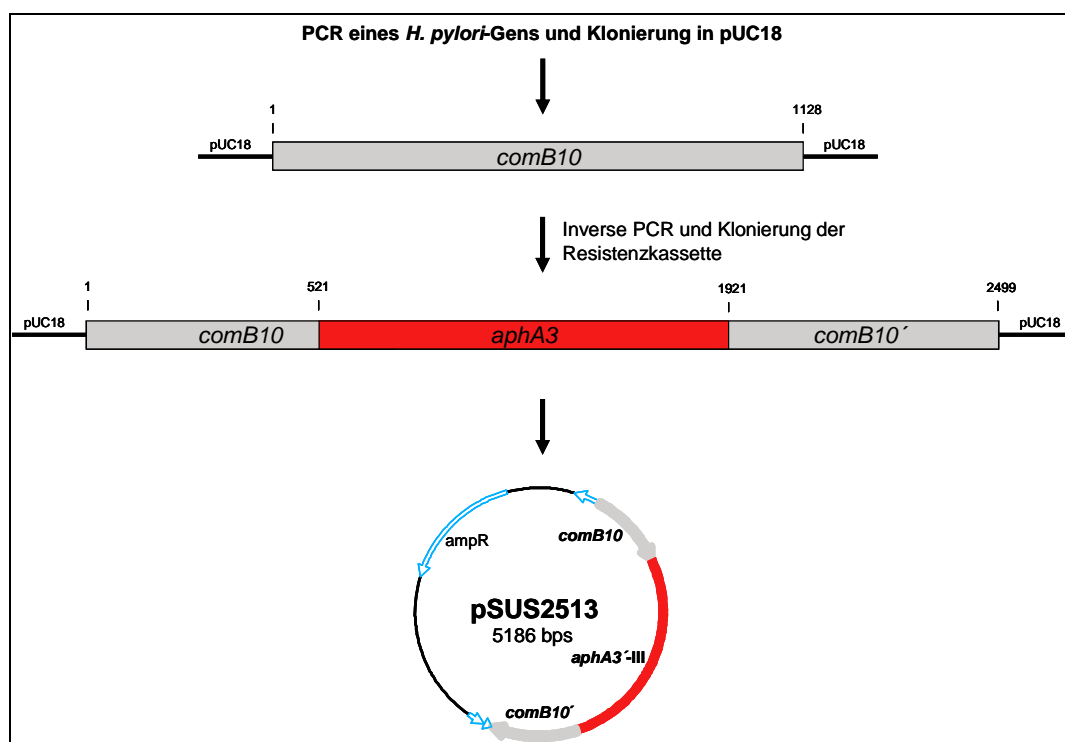 PCR eines H. pylori-Gens und Klonierung in pUC18
1 1128
pUC18 comB10 pUC18
Inverse PCR und Klonierung der
Resistenzkassette
1 521 1921 2499
pUC18 comB10 aphA3 comB10´ pUC18
comB10
ampR
pSUS2513
5186 bps
aphA3´-III
comB10´